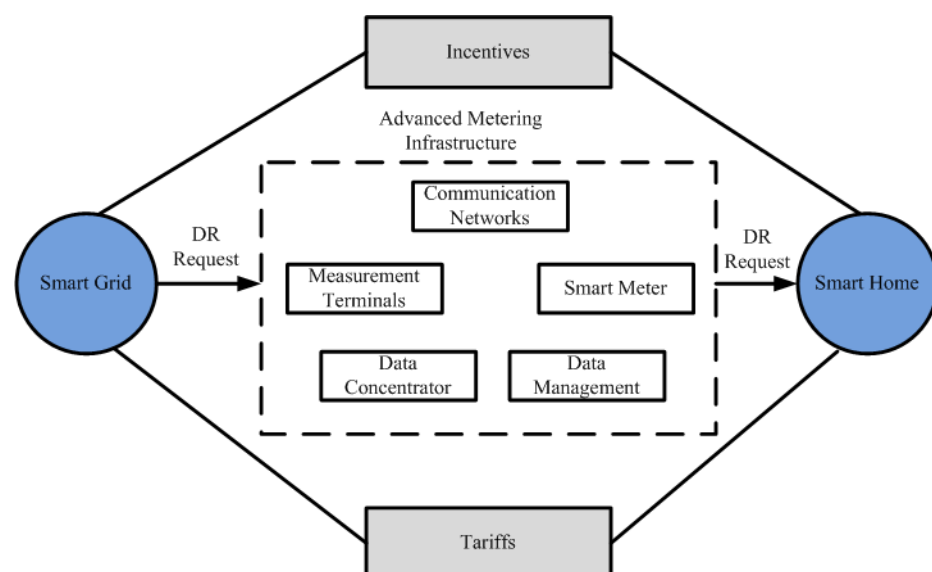 Incentives
Advanced Metering
Infrastructure
Communication
Networks
DR
Request
DR
Request
Smart Grid
Measurement
Terminals
Smart Meter
Smart Home
Data
Concentrator
Data
Management
Tariffs